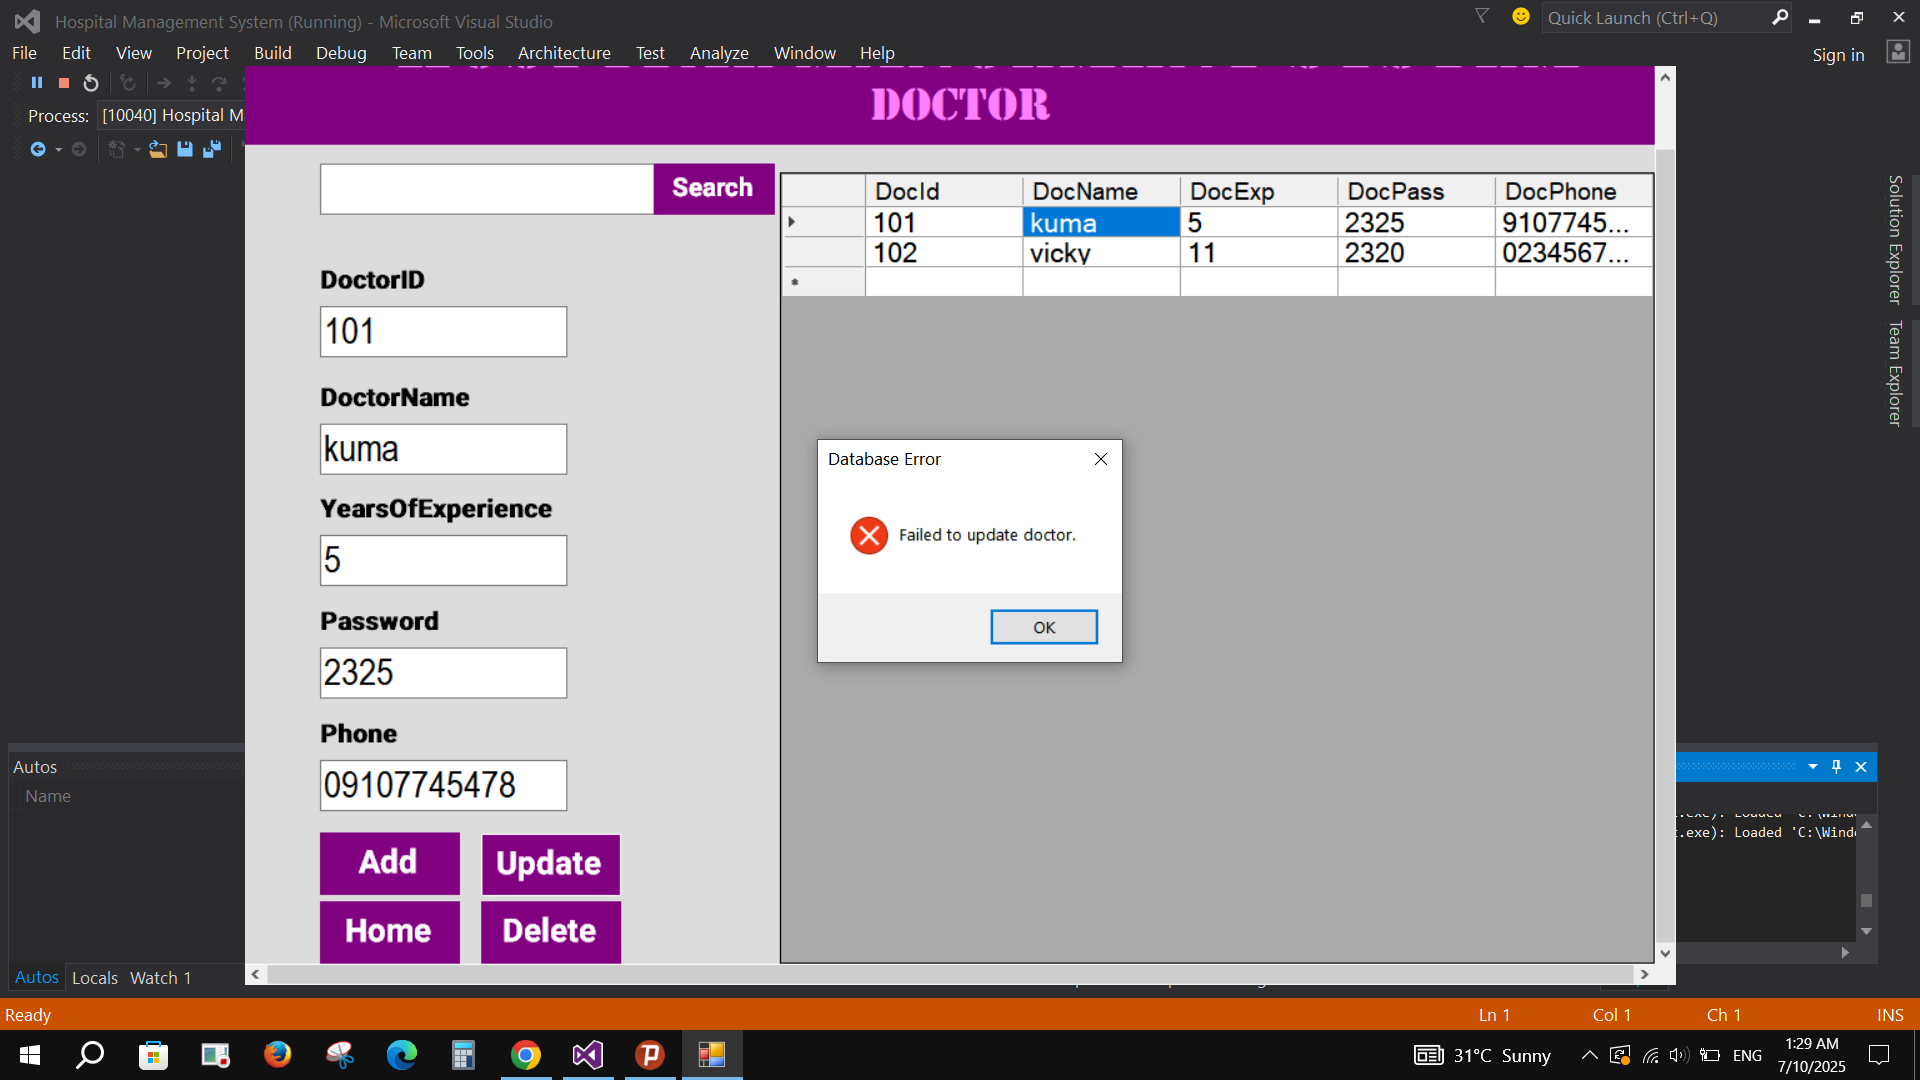 Hospital Management System (Running) - Microsoft Visual Studio
Quick Launch (Ctrl+Q)
File Edit View Project Build Debug Team Tools Architecture Test Analyze Window Help
Sign in
Process: [10040] Hospital M
DOCTOR
Search
DocId DocName DocExp DocPass DocPhone
101 kuma 5 2325 9107745...
102 vicky 11 2320 0234567...
DoctorID
101
DoctorName
kuma
YearsOfExperience
5
Password
2325
Phone
09107745478
Add Update
Home Delete
Database Error
Failed to update doctor.
OK
Solution Explorer
Team Explorer
Autos
Name
.exe): Loaded 'C:\Wind
Autos Locals Watch 1
Ready Ln 1 Col 1 Ch 1 INS
31°C Sunny
ENG
1:29 AM
7/10/2025